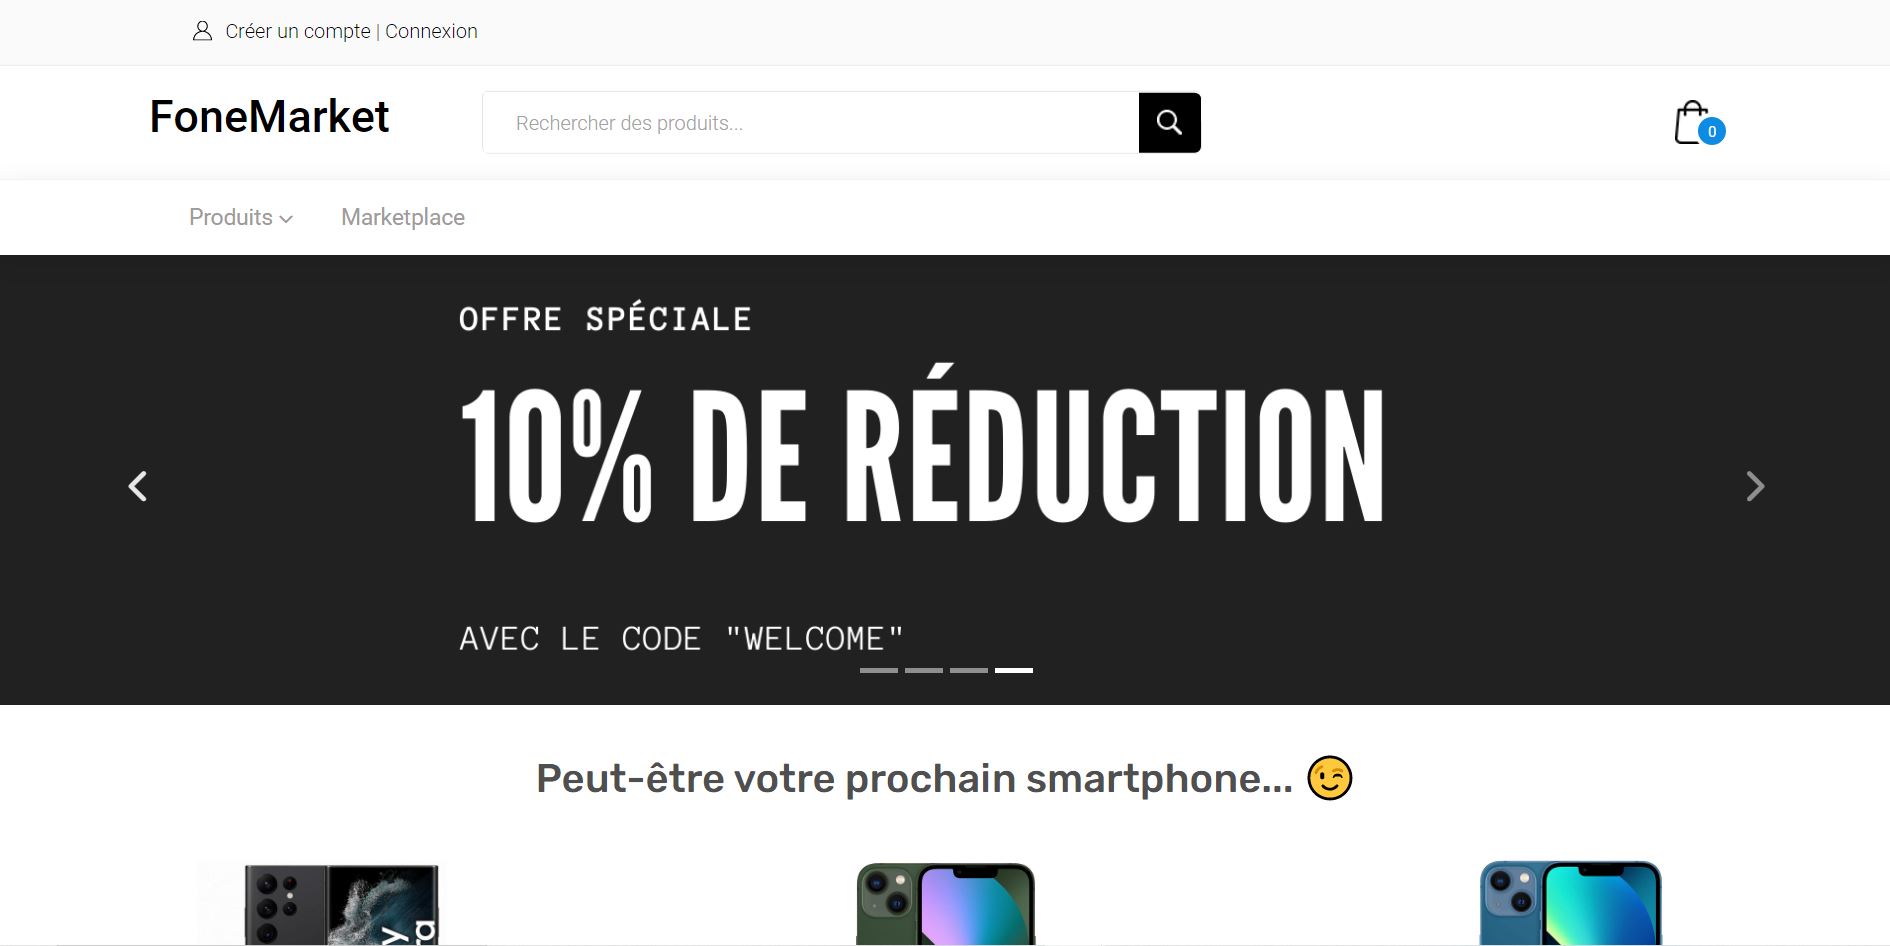 Créer un compte | Connexion
FoneMarket
Rechercher des produits...
0
Produits
Marketplace
OFFRE SPÉCIALE
10% DE RÉDUCTION
AVEC LE CODE "WELCOME"
Peut-être votre prochain smartphone... 😉